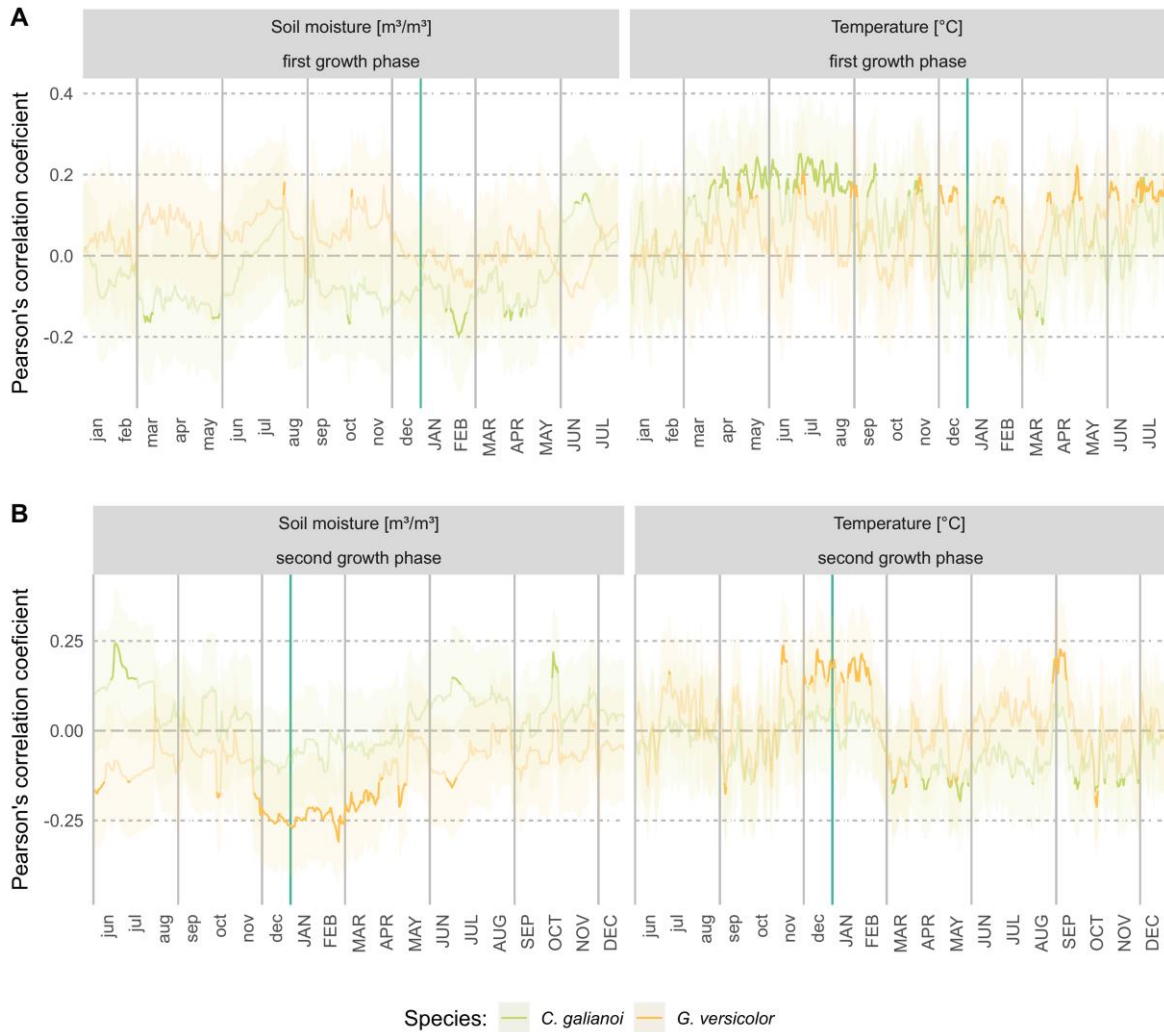 A
Soil moisture [m³/m³]
first growth phase
Temperature [°C]
first growth phase
Pearson's correlation coeficient
0.4
0.2
0.0
-0.2
jan feb mar apr may jun jul aug sep oct nov dec JAN FEB MAR APR MAY JUN JUL
jan feb mar apr may jun jul aug sep oct nov dec JAN FEB MAR APR MAY JUN JUL
B
Soil moisture [m³/m³]
second growth phase
Temperature [°C]
second growth phase
Pearson's correlation coeficient
0.25
0.00
-0.25
jun jul aug sep oct nov dec JAN FEB MAR APR MAY JUN JUL AUG SEP OCT NOV DEC
jun jul aug sep oct nov dec JAN FEB MAR APR MAY JUN JUL AUG SEP OCT NOV DEC
Species: C. galianoi G. versicolor